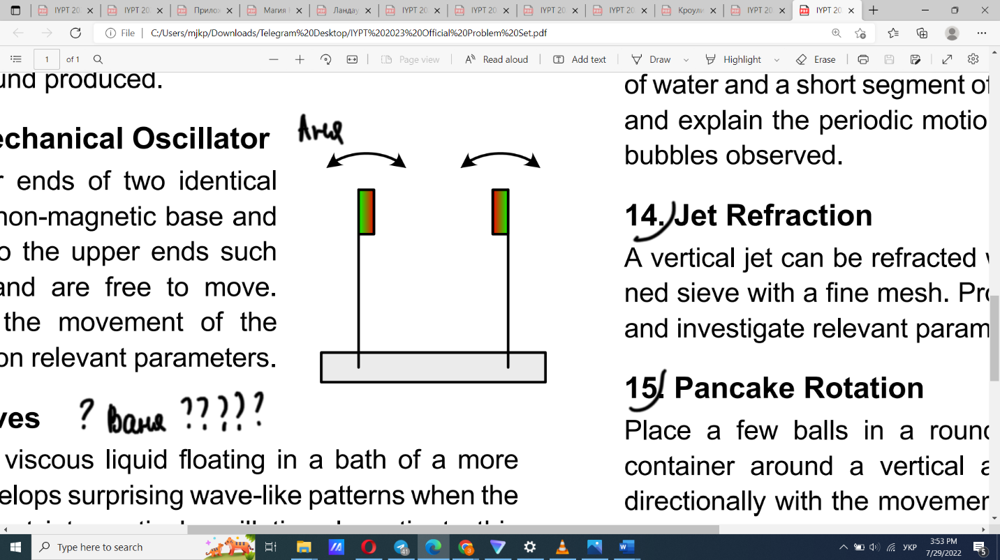 IYPT 20
IYPT 20
Прилож
Магия
Ландау
IYPT 20
IYPT 20
IYPT 20
IYPT 20
Кроули
IYPT 20
IYPT 20
File
C:/Users/mjkp/Downloads/Telegram%20Desktop/IYPT%202023%20Official%20Problem%20Set.pdf
1 of 1
Page view
Read aloud
Add text
Draw
Highlight
Erase
und produced.
echanical Oscillator
r ends of two identical
non-magnetic base and
o the upper ends such
and are free to move.
the movement of the
on relevant parameters.
ves ? Ваня ?????
viscous liquid floating in a bath of a more
elops surprising wave-like patterns when the
of water and a short segment of
and explain the periodic motio
bubbles observed.
14. Jet Refraction
A vertical jet can be refracted
ned sieve with a fine mesh. Pro
and investigate relevant param
15. Pancake Rotation
Place a few balls in a round
container around a vertical a
directionally with the movemen
Type here to search
41
3
УКР
3:53 PM
7/29/2022
5